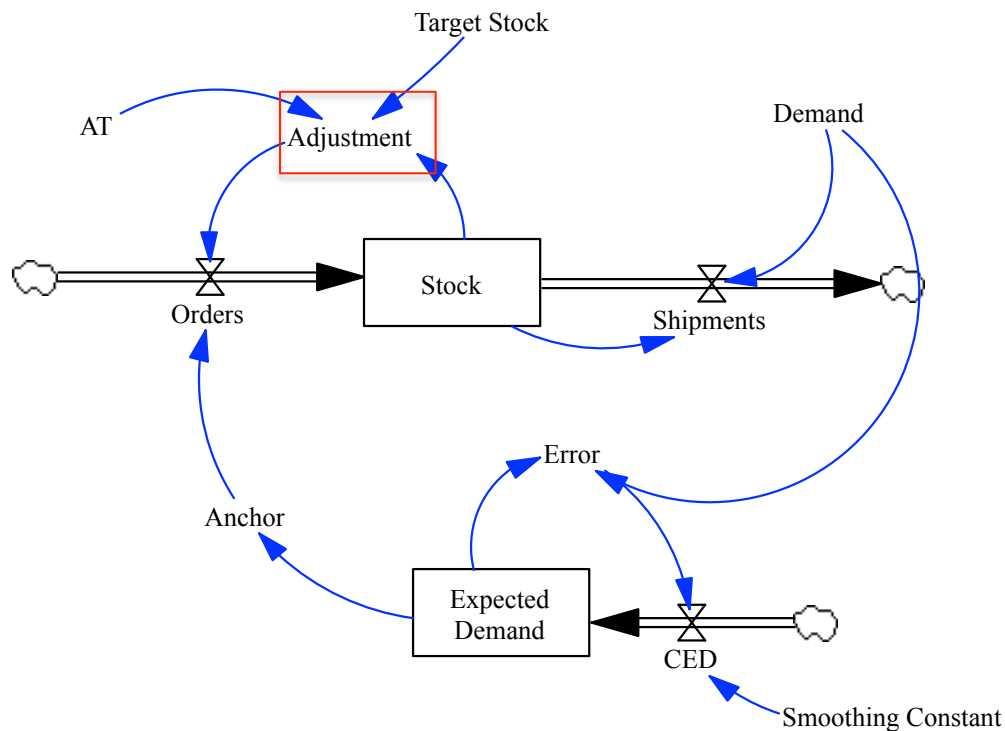 Target Stock
AT
Adjustment
Demand
Stock
Orders
Shipments
Error
Anchor
Expected
Demand
CED
Smoothing Constant